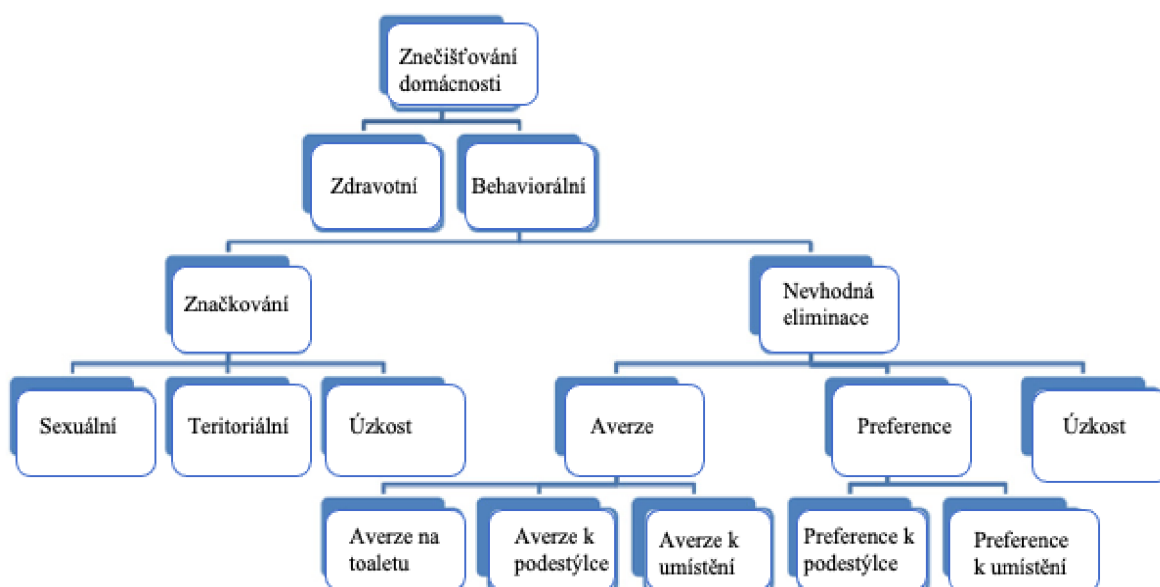 Znečišťování
domácnosti
Zdravotní
Behaviorální
Značkování
Nevhodná
eliminace
Sexuální
Teritoriální
Úzkost
Averze
Preference
Úzkost
Averze na
toaletu
Averze k
podestýlce
Averze k
umístění
Preference k
podestýlce
Preference
k umístění